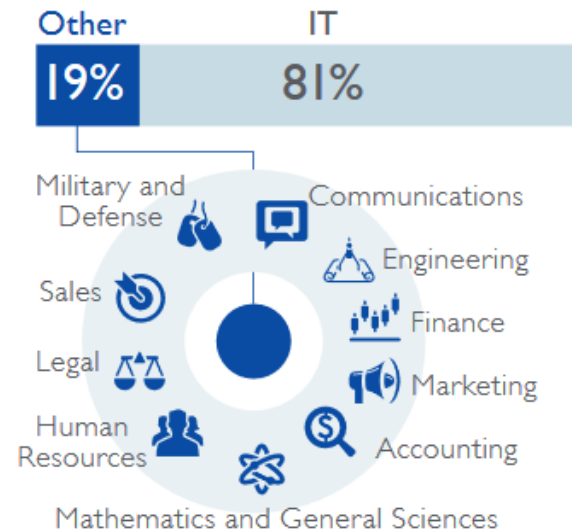 Other IT
19% 81%
Military and
Defense
Communications
Engineering
Sales
Finance
Legal
Marketing
Human
Resources
Accounting
Mathematics and General Sciences